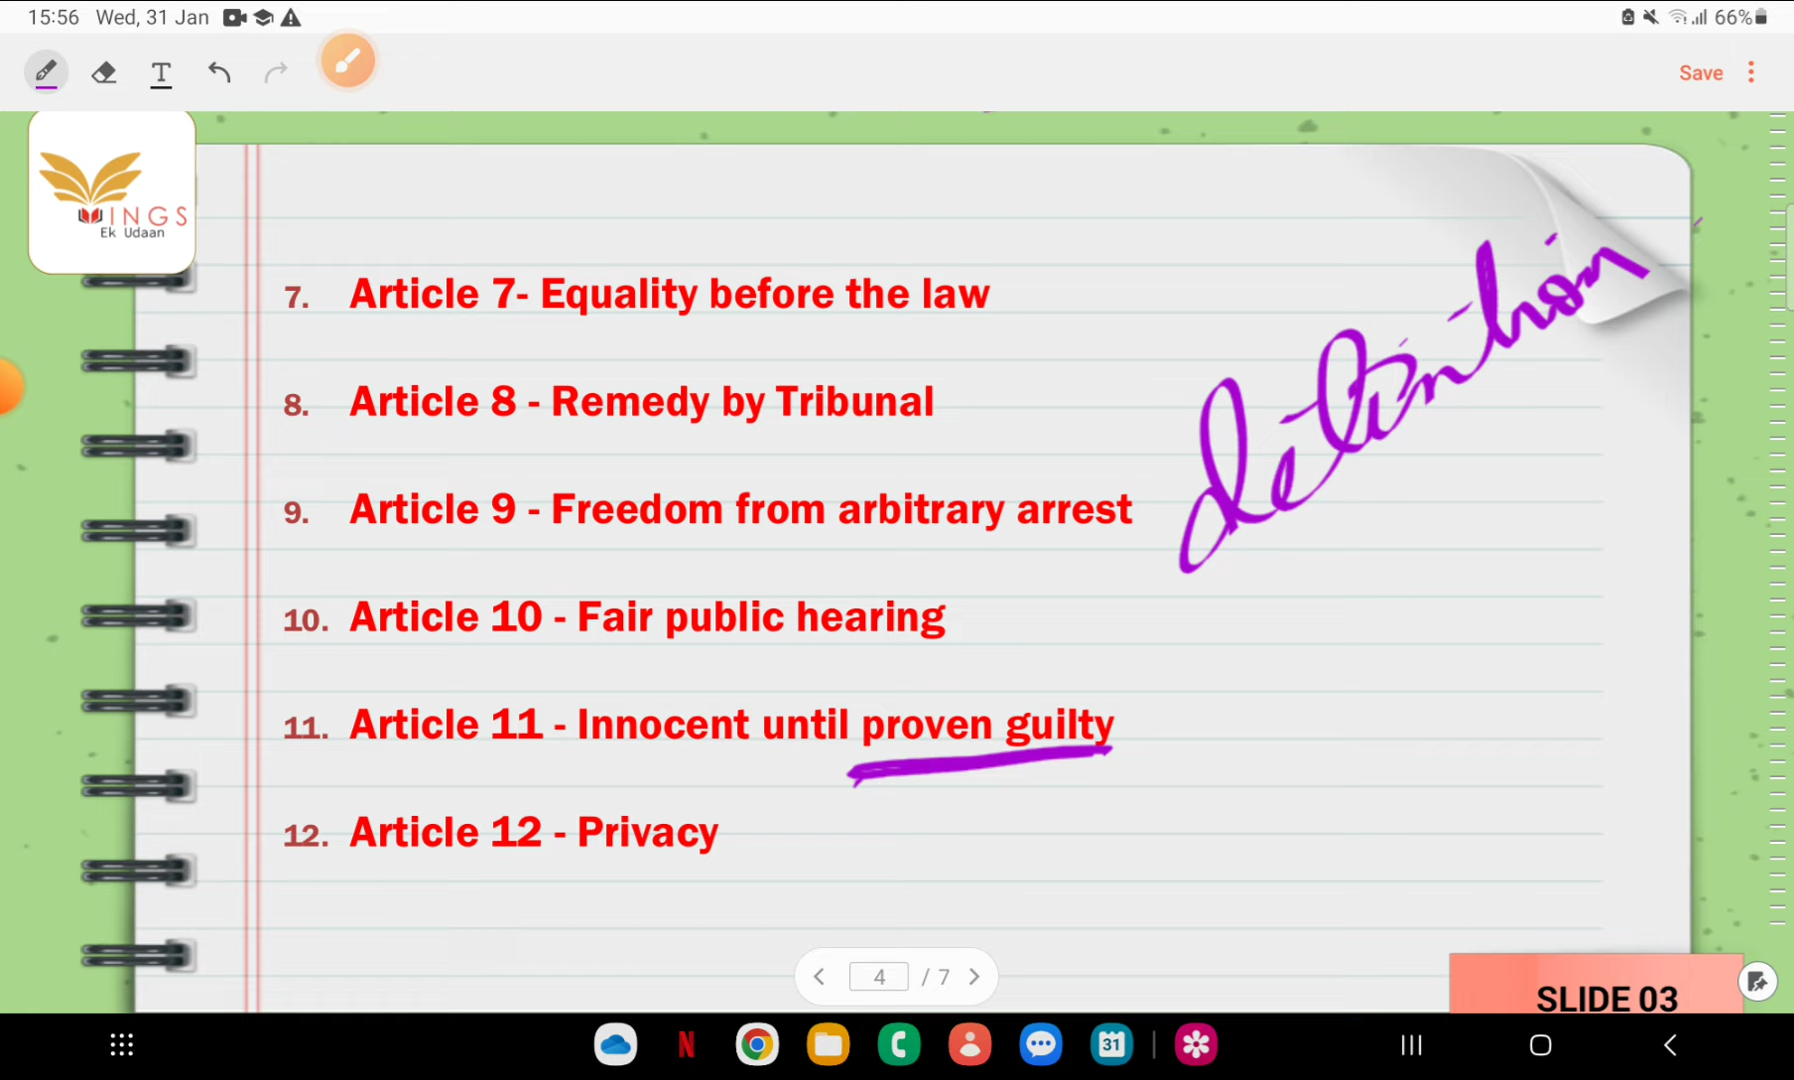 15:56 Wed, 31 Jan
66%
T
Save
WINGS
Ek Udaan
7. Article 7- Equality before the law
8. Article 8 - Remedy by Tribunal
9. Article 9 - Freedom from arbitrary arrest
detention
10. Article 10 - Fair public hearing
11. Article 11 - Innocent until proven guilty
12. Article 12 - Privacy
4 / 7
SLIDE 03
N
31